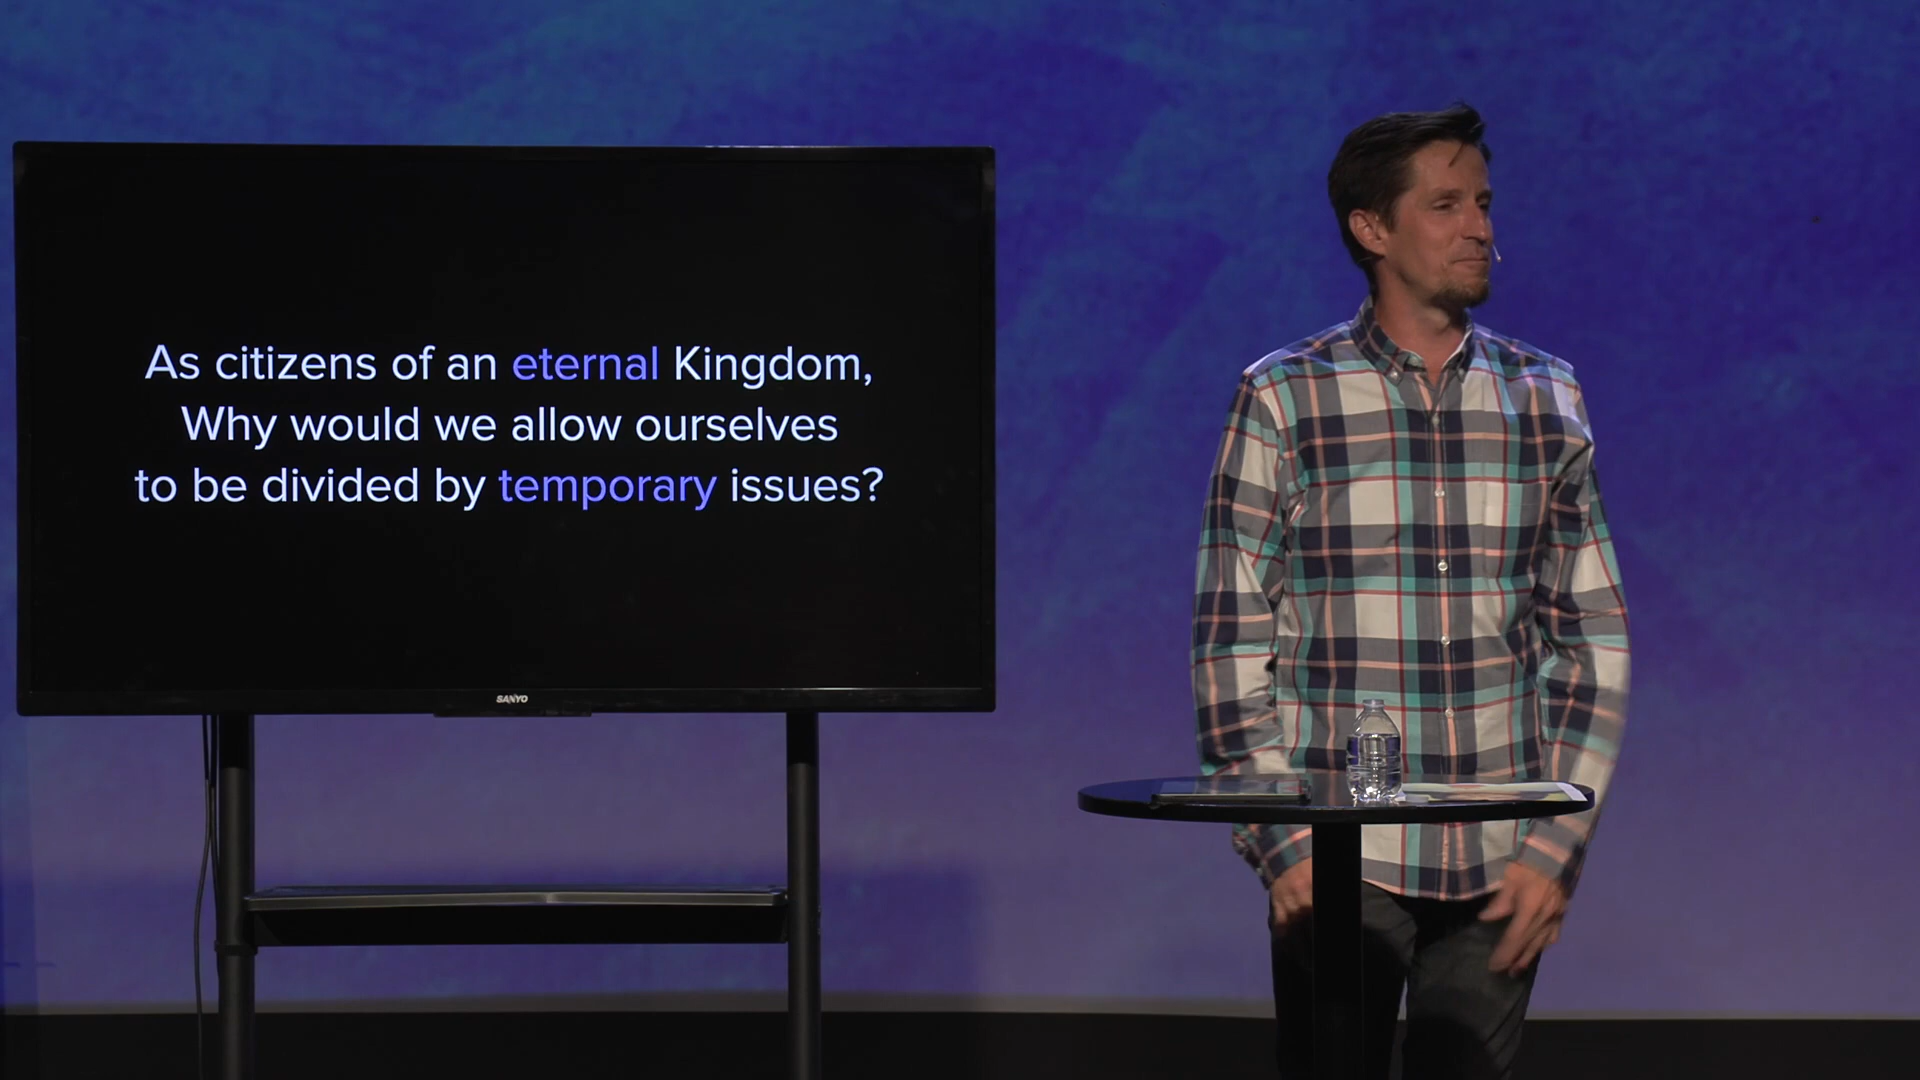 As citizens of an eternal Kingdom,
Why would we allow ourselves
to be divided by temporary issues?
SANYO